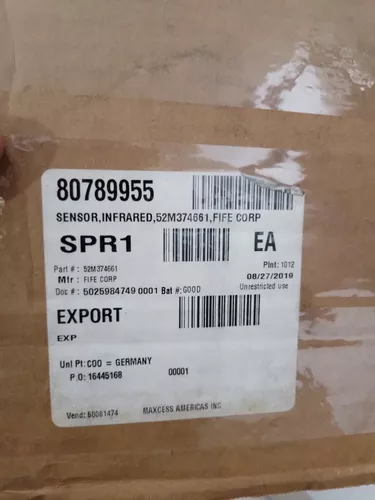 80789955
SENSOR,INFRARED,52M374661,FIFE CORP
SPR1 EA
Part # : 52M374661 Plnt: 1012
Mfr : FIFE CORP 08/27/2019
Doc # : 5025984749 0001 Bat #: GOOD Unrestricted use
EXPORT
EXP
Unl Pt: COO = GERMANY
P.O: 16445168 00001
Vend: 50061474 MAXCESS AMERICAS INC